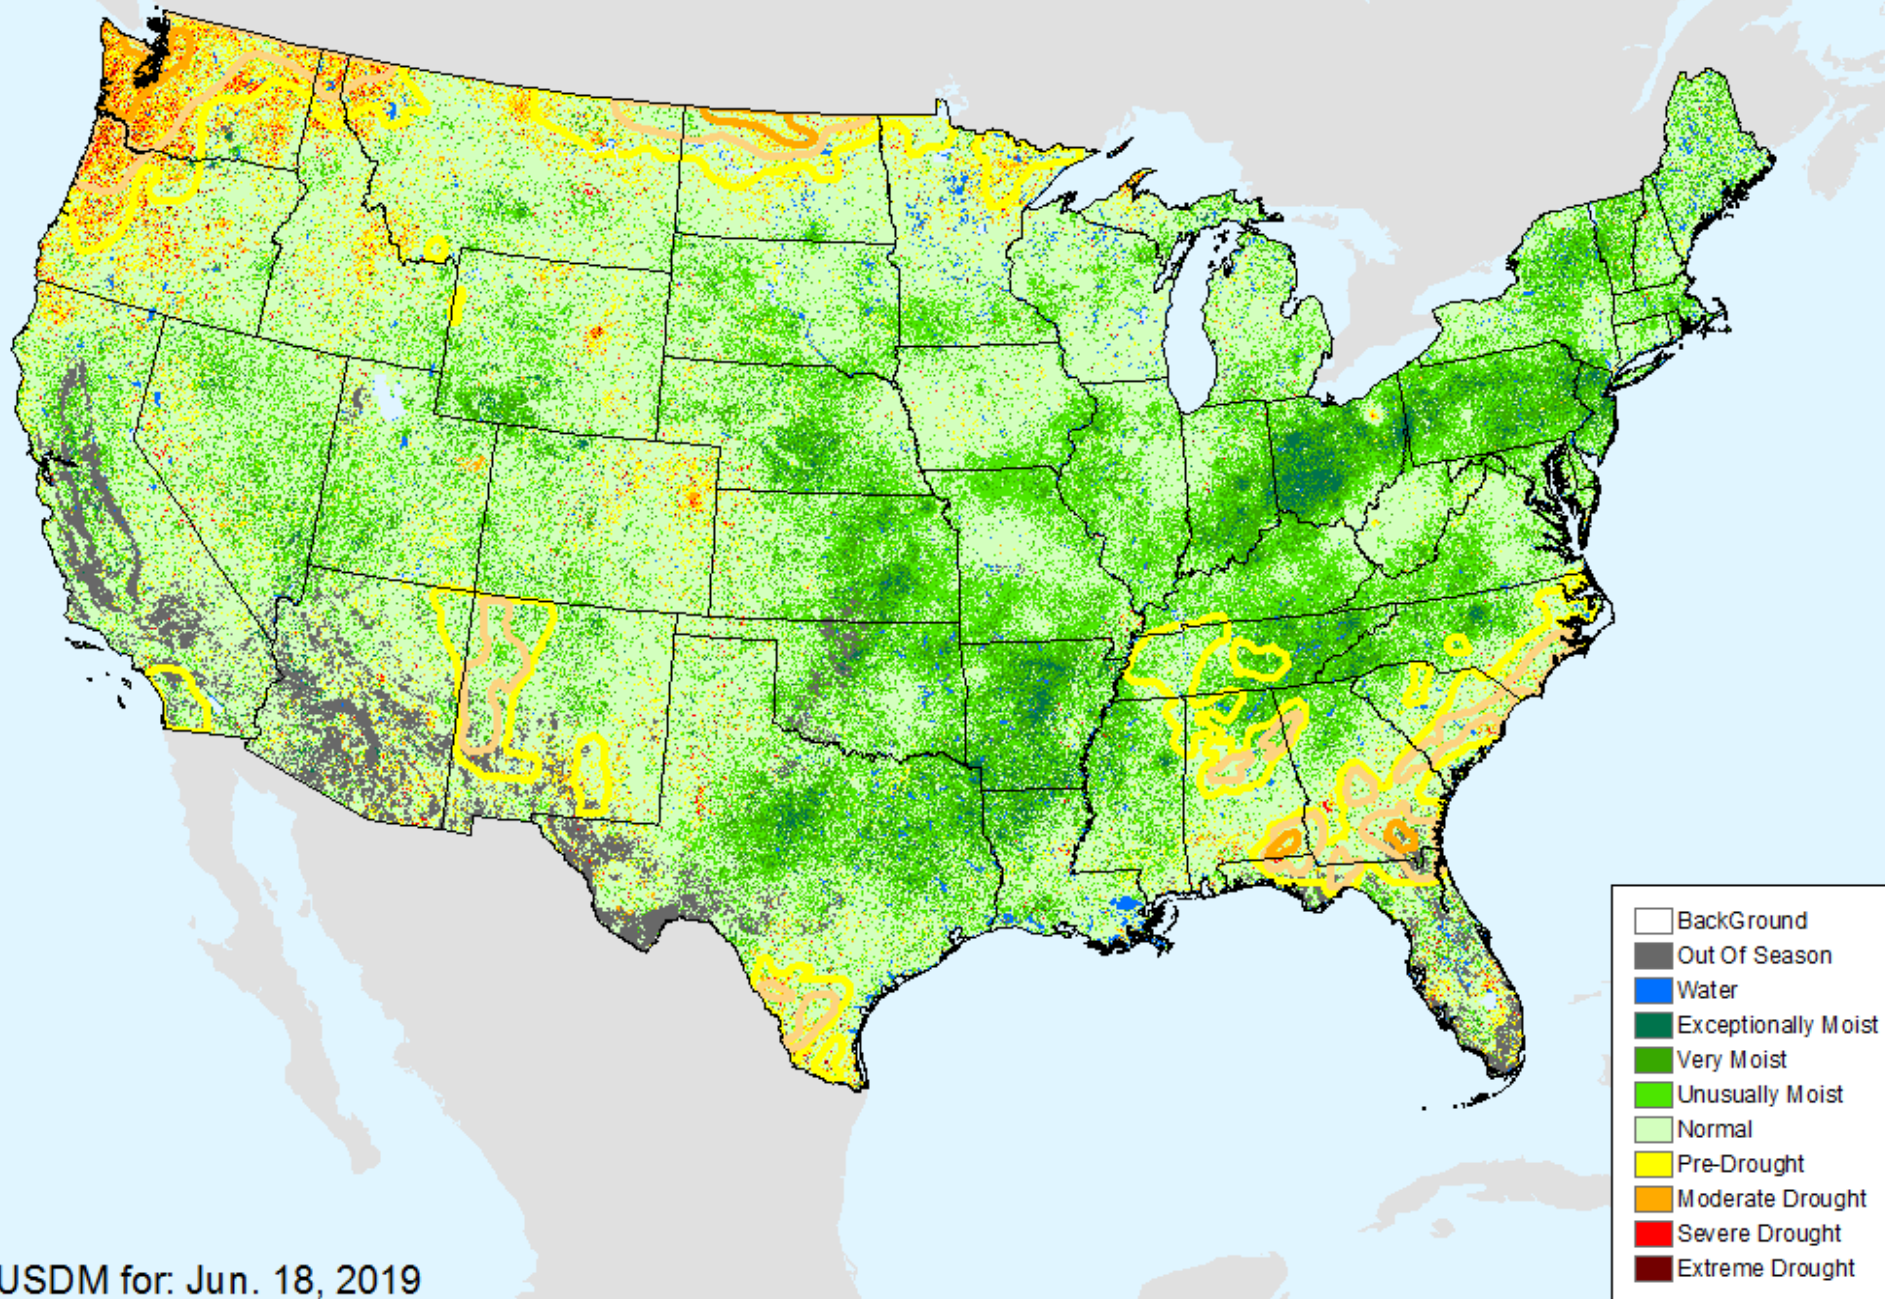 BackGround
Out Of Season
Water
Exceptionally Moist
Very Moist
Unusually Moist
Normal
Pre-Drought
Moderate Drought
Severe Drought
Extreme Drought
USDM for: Jun. 18, 2019